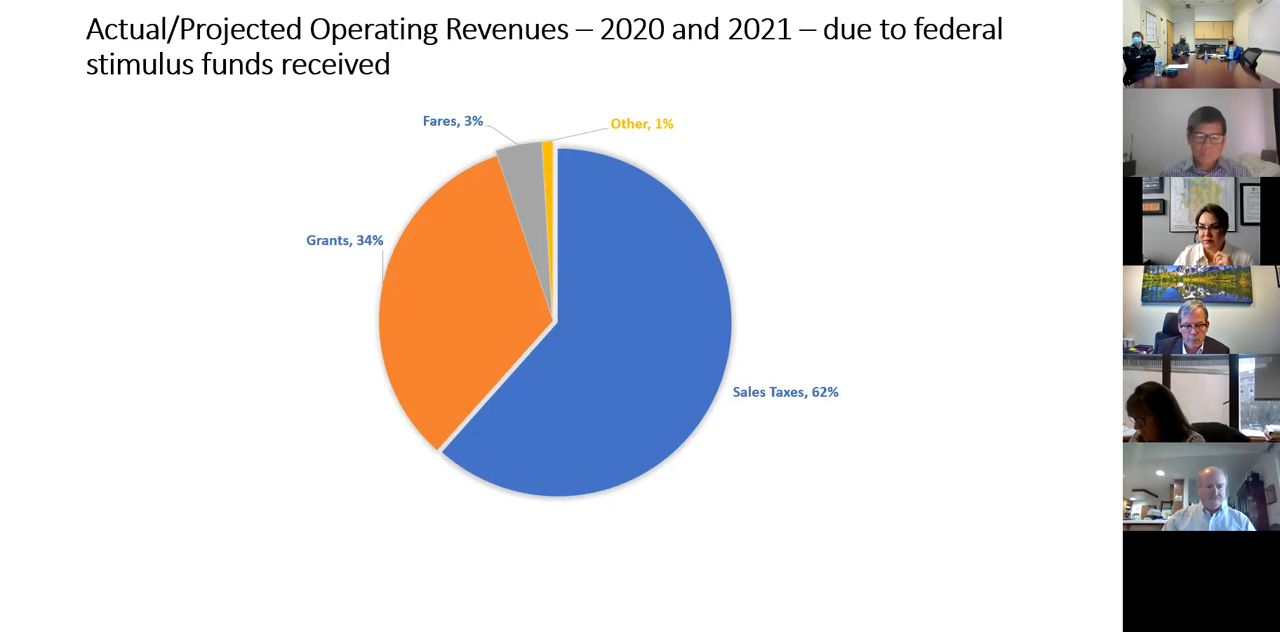 Actual/Projected Operating Revenues – 2020 and 2021 – due to federal
stimulus funds received
Fares, 3%
Other, 1%
Grants, 34%
Sales Taxes, 62%